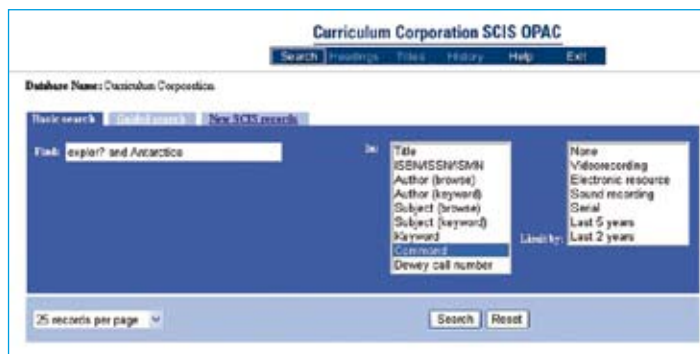 Curriculum Corporation SCIS OPAC
Search Headings Titles History Help Exit
Database Name: Curriculum Corporation
Basic search Guided search New SCIS records
Find: explor? and Antarctica
In:
Title
ISBN/ISSN/ISMN
Author (browse)
Author (keyword)
Subject (browse)
Subject (keyword)
Keyword
Command
Dewey call number
Limit by:
None
Videorecording
Electronic resource
Sound recording
Serial
Last 5 years
Last 2 years
25 records per page
Search Reset